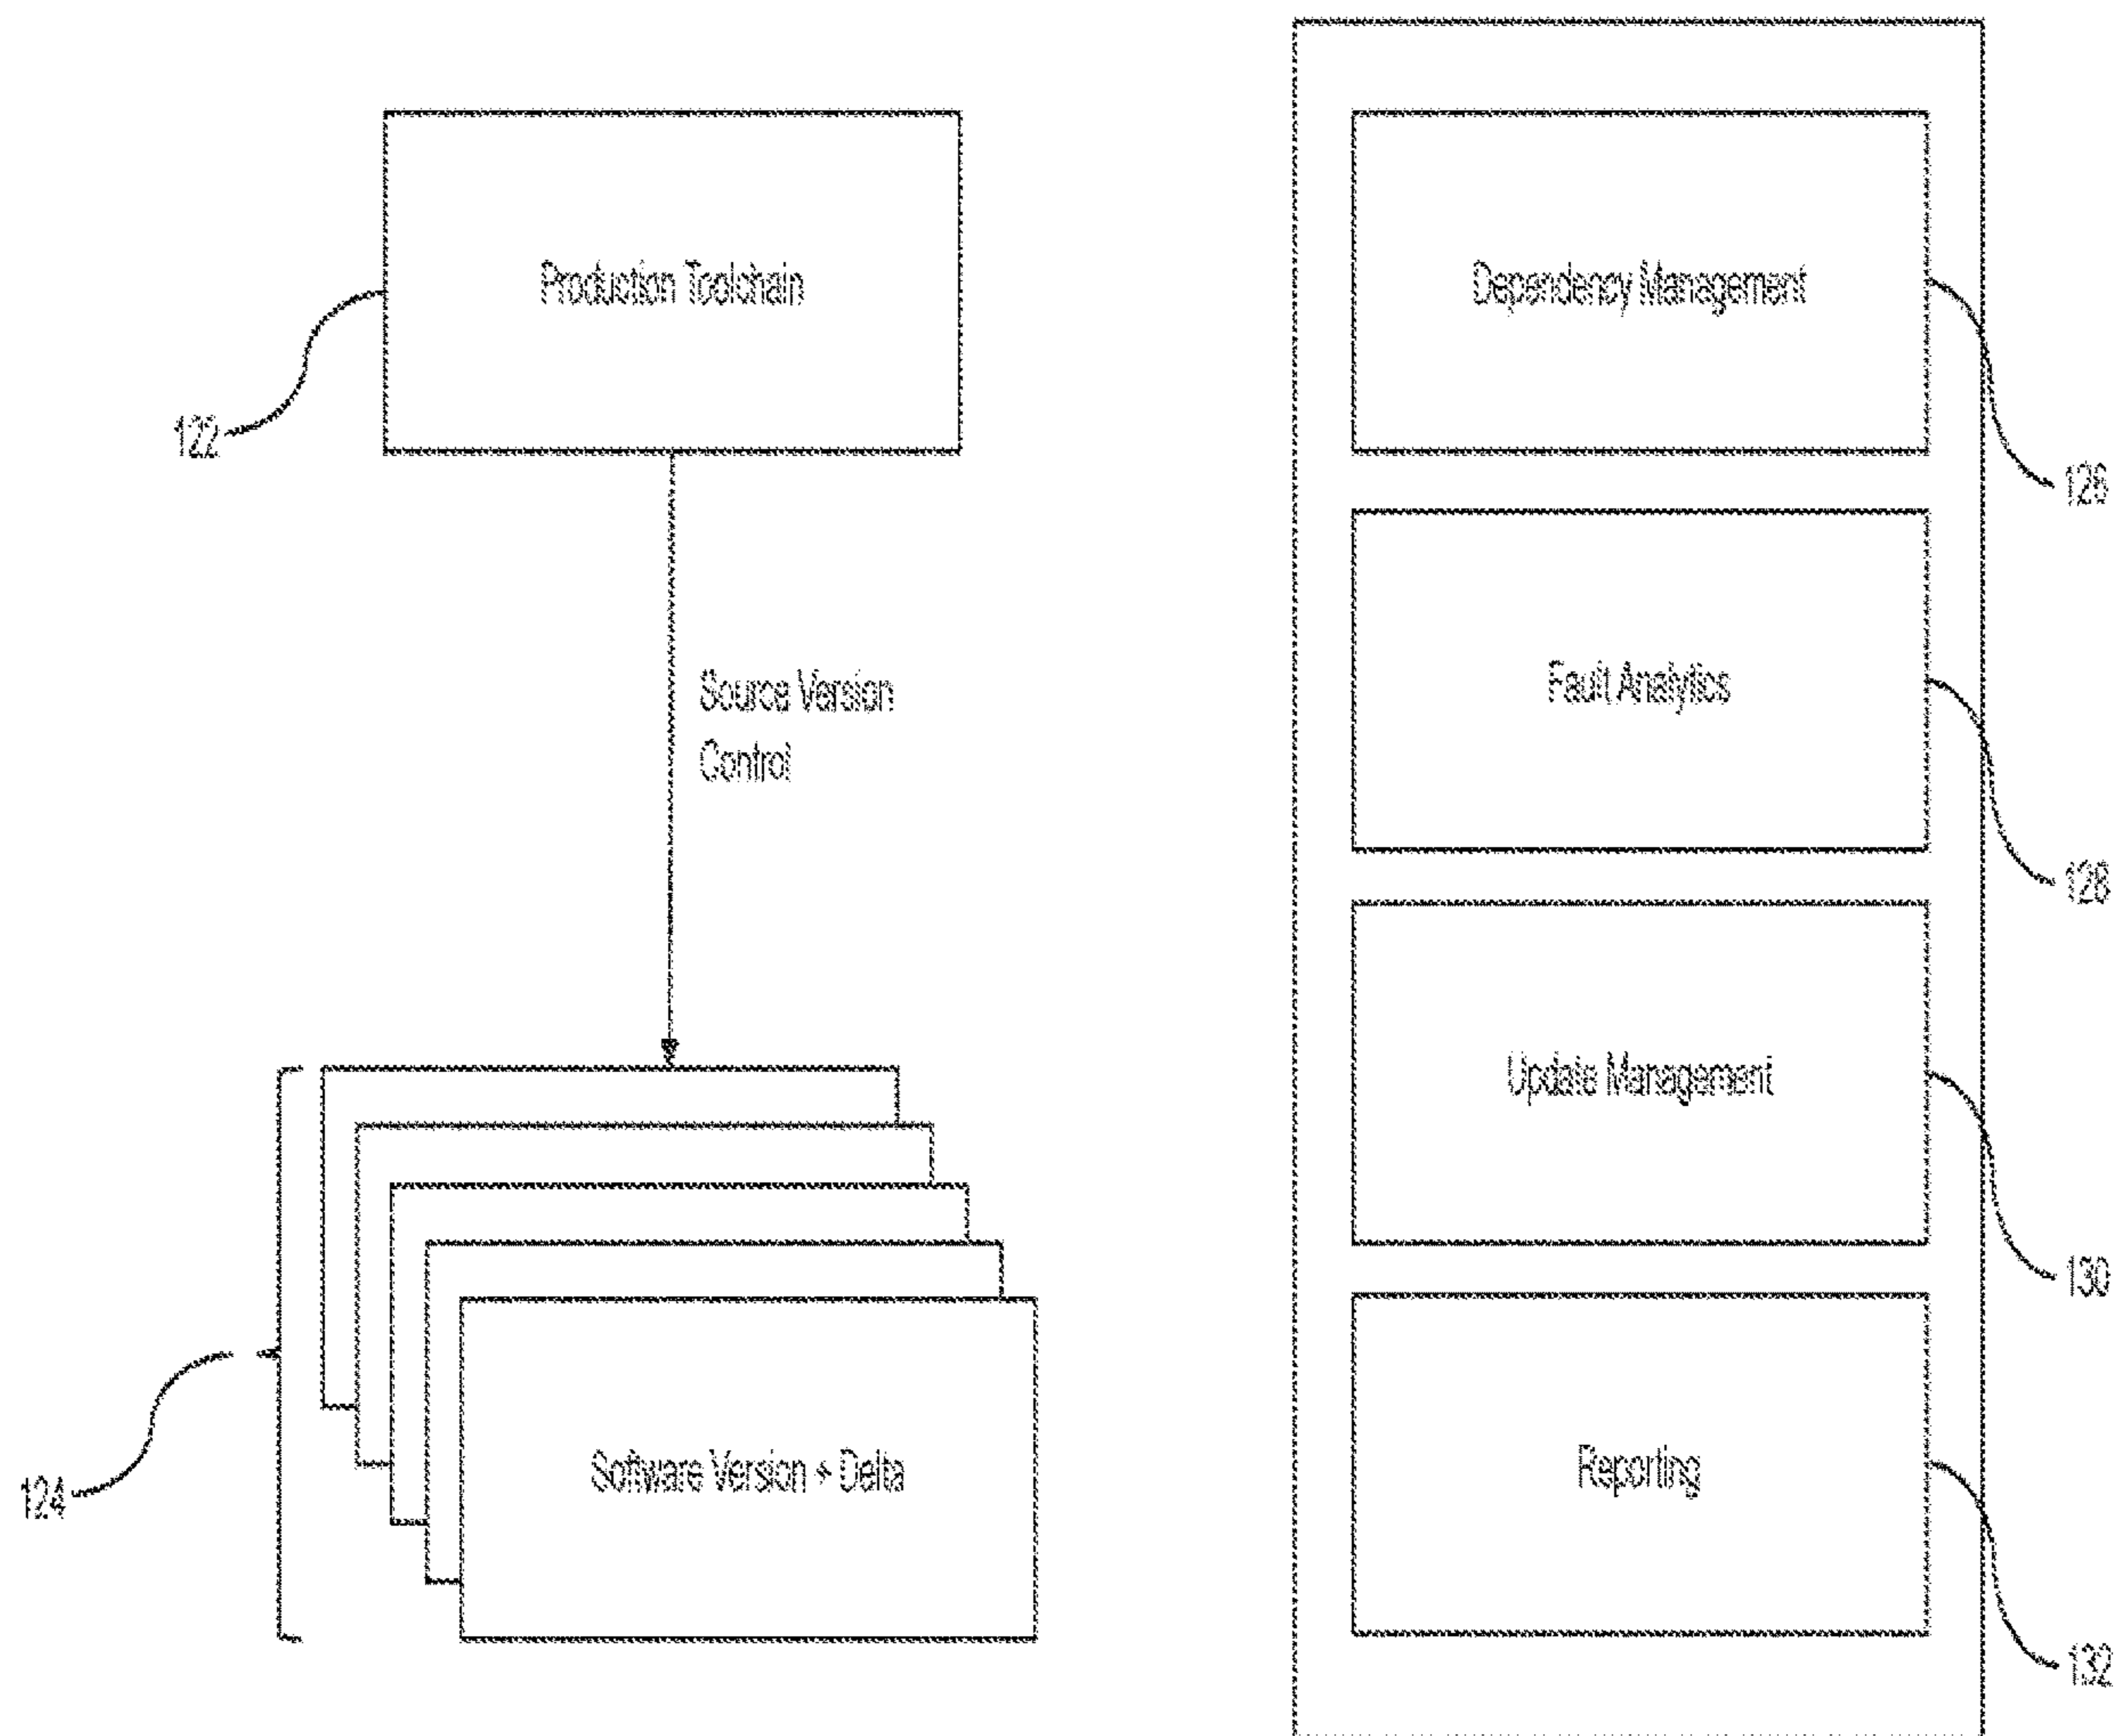 Production Toolchain
122
Source Version
Control
124
Software Version + Delta
Dependency Management
126
Fault Analytics
128
Update Management
130
Reporting
132